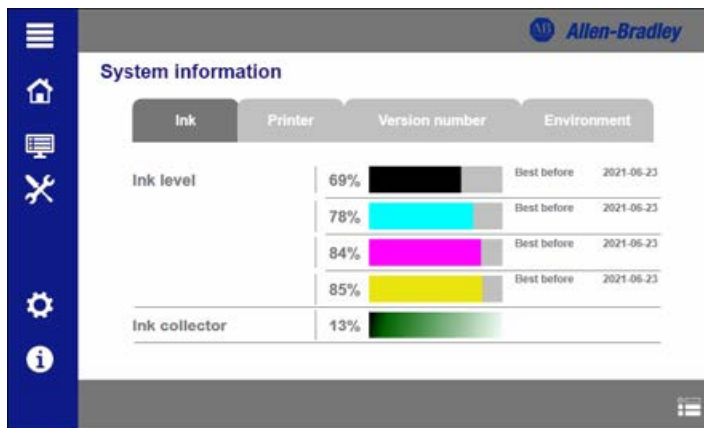 AB Allen-Bradley
System information
Ink Printer Version number Environment
Ink level 69% Best before 2021-06-23
78% Best before 2021-06-23
84% Best before 2021-06-23
85% Best before 2021-06-23
Ink collector 13%
i